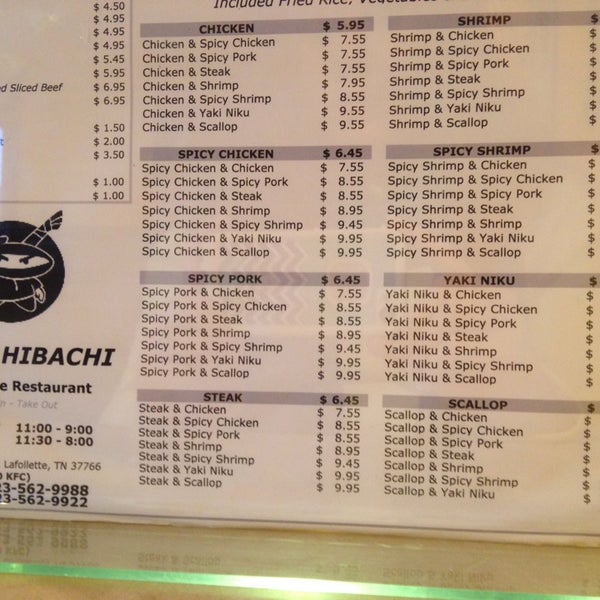 $ 4.50
$ 4.95
$ 4.95
$ 4.95
$ 5.45
$ 5.95
d Sliced Beef $ 6.95
$ 6.95
$ 1.50
$ 2.00
$ 3.50
$ 1.00
$ 1.00
HIBACHI
e Restaurant
– Take Out
11:00 - 9:00
11:30 - 8:00
Lafollette, TN 37766
KFC)
3-562-9988
3-562-9922
Included Fried Rice, Vegetables
CHICKEN $ 5.95
Chicken & Spicy Chicken $ 7.55
Chicken & Spicy Pork $ 7.55
Chicken & Steak $ 7.55
Chicken & Shrimp $ 7.95
Chicken & Spicy Shrimp $ 8.55
Chicken & Yaki Niku $ 9.55
Chicken & Scallop $ 9.55
SPICY CHICKEN $ 6.45
Spicy Chicken & Chicken $ 7.55
Spicy Chicken & Spicy Pork $ 8.55
Spicy Chicken & Steak $ 8.55
Spicy Chicken & Shrimp $ 8.95
Spicy Chicken & Spicy Shrimp $ 9.45
Spicy Chicken & Yaki Niku $ 9.95
Spicy Chicken & Scallop $ 9.95
SPICY PORK $ 6.45
Spicy Pork & Chicken $ 7.55
Spicy Pork & Spicy Chicken $ 8.55
Spicy Pork & Steak $ 8.55
Spicy Pork & Shrimp $ 8.95
Spicy Pork & Spicy Shrimp $ 9.45
Spicy Pork & Yaki Niku $ 9.95
Spicy Pork & Scallop $ 9.95
STEAK $ 6.45
Steak & Chicken $ 7.55
Steak & Spicy Chicken $ 8.55
Steak & Spicy Pork $ 8.55
Steak & Shrimp $ 8.95
Steak & Spicy Shrimp $ 9.45
Steak & Yaki Niku $ 9.95
Steak & Scallop $ 9.95
SHRIMP $
Shrimp & Chicken $
Shrimp & Spicy Chicken $
Shrimp & Spicy Pork $
Shrimp & Steak $
Shrimp & Spicy Shrimp $
Shrimp & Yaki Niku $
Shrimp & Scallop $
SPICY SHRIMP $
Spicy Shrimp & Chicken $
Spicy Shrimp & Spicy Chicken $
Spicy Shrimp & Spicy Pork $
Spicy Shrimp & Steak $
Spicy Shrimp & Shrimp $
Spicy Shrimp & Yaki Niku $
Spicy Shrimp & Scallop $
YAKI NIKU $
Yaki Niku & Chicken $
Yaki Niku & Spicy Chicken $
Yaki Niku & Spicy Pork $
Yaki Niku & Steak $
Yaki Niku & Shrimp $
Yaki Niku & Spicy Shrimp $
Yaki Niku & Scallop $
SCALLOP $
Scallop & Chicken $
Scallop & Spicy Chicken $
Scallop & Spicy Pork $
Scallop & Steak $
Scallop & Shrimp $
Scallop & Spicy Shrimp $
Scallop & Yaki Niku $